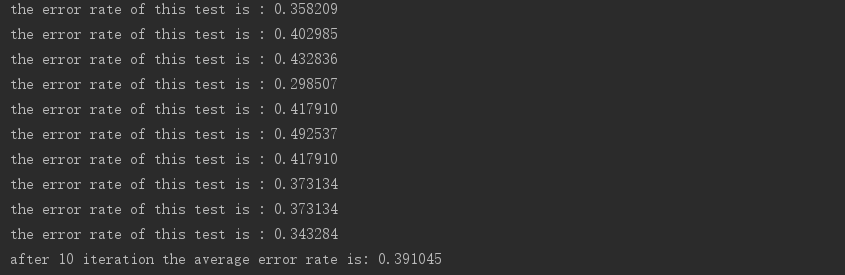 the error rate of this test is : 0.358209
the error rate of this test is : 0.402985
the error rate of this test is : 0.432836
the error rate of this test is : 0.298507
the error rate of this test is : 0.417910
the error rate of this test is : 0.492537
the error rate of this test is : 0.417910
the error rate of this test is : 0.373134
the error rate of this test is : 0.373134
the error rate of this test is : 0.343284
after 10 iteration the average error rate is: 0.391045